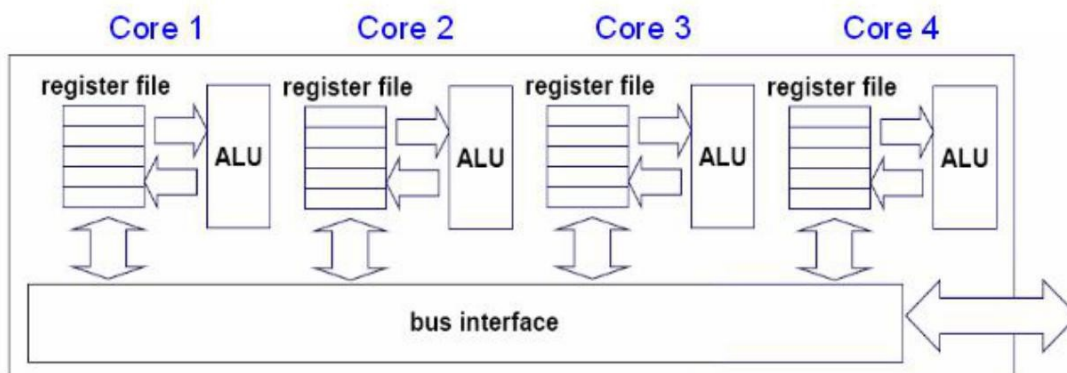 Core 1 Core 2 Core 3 Core 4
register file register file register file register file
ALU ALU ALU ALU
bus interface